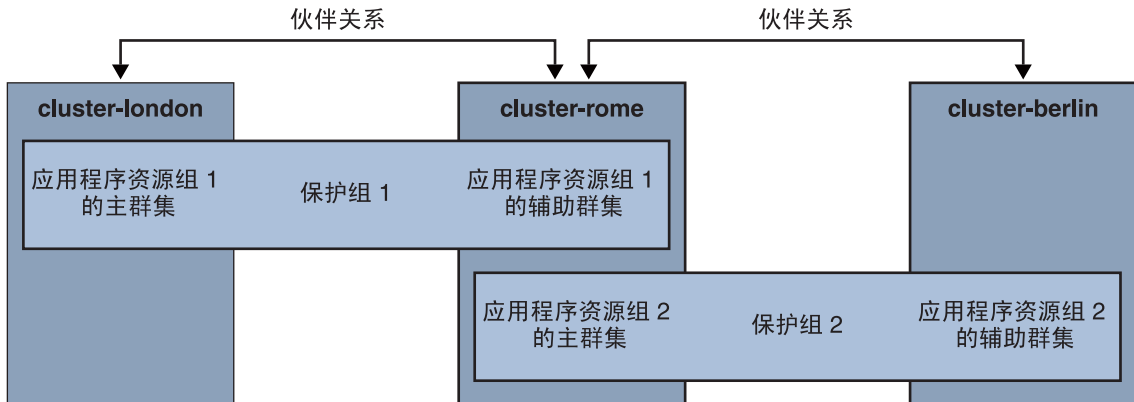 伙伴关系
伙伴关系
cluster-london
cluster-rome
cluster-berlin
应用程序资源组 1
的主群集
保护组 1
应用程序资源组 1
的辅助群集
应用程序资源组 2
的主群集
保护组 2
应用程序资源组 2
的辅助群集